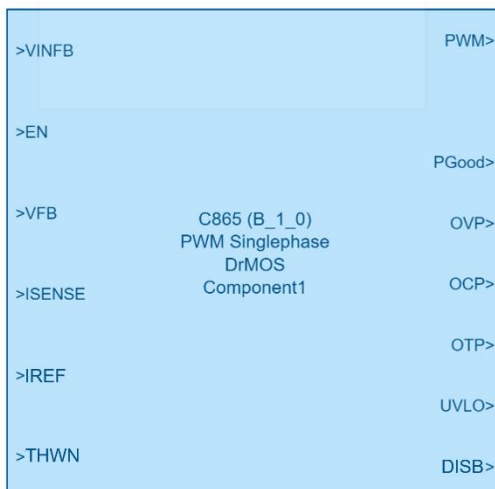 >VINFB
PWM>
>EN
PGood>
>VFB
OVP>
C865 (B_1_0)
PWM Singlephase
DrMOS
Component1
>ISENSE
OCP>
OTP>
>IREF
UVLO>
>THWN
DISB>